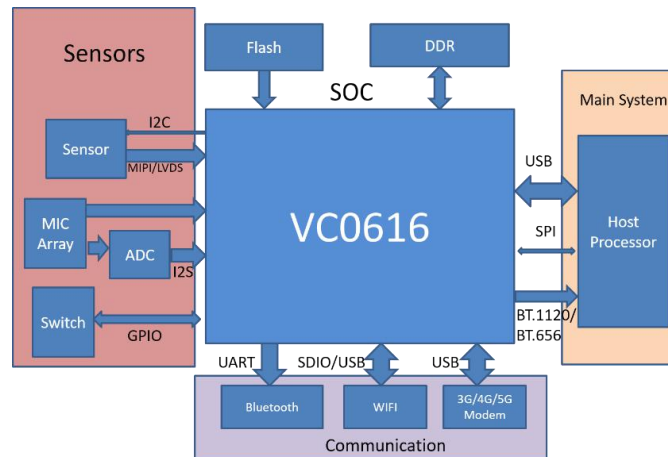 Sensors
Flash
DDR
SOC
Main System
I2C
Sensor
MIPI/LVDS
USB
VC0616
MIC
Array
ADC
I2S
SPI
Host
Processor
Switch
GPIO
BT.1120/
BT.656
UART
SDIO/USB
USB
Bluetooth
WIFI
3G/4G/5G
Modem
Communication